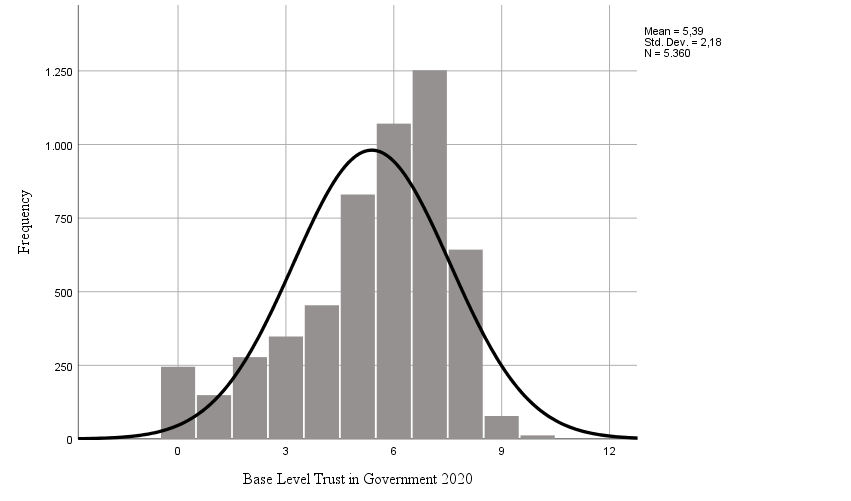 Mean = 5,39
Std. Dev. = 2,18
N = 5.360
1.250
1.000
750
500
250
0
Frequency
0 3 6 9 12
Base Level Trust in Government 2020